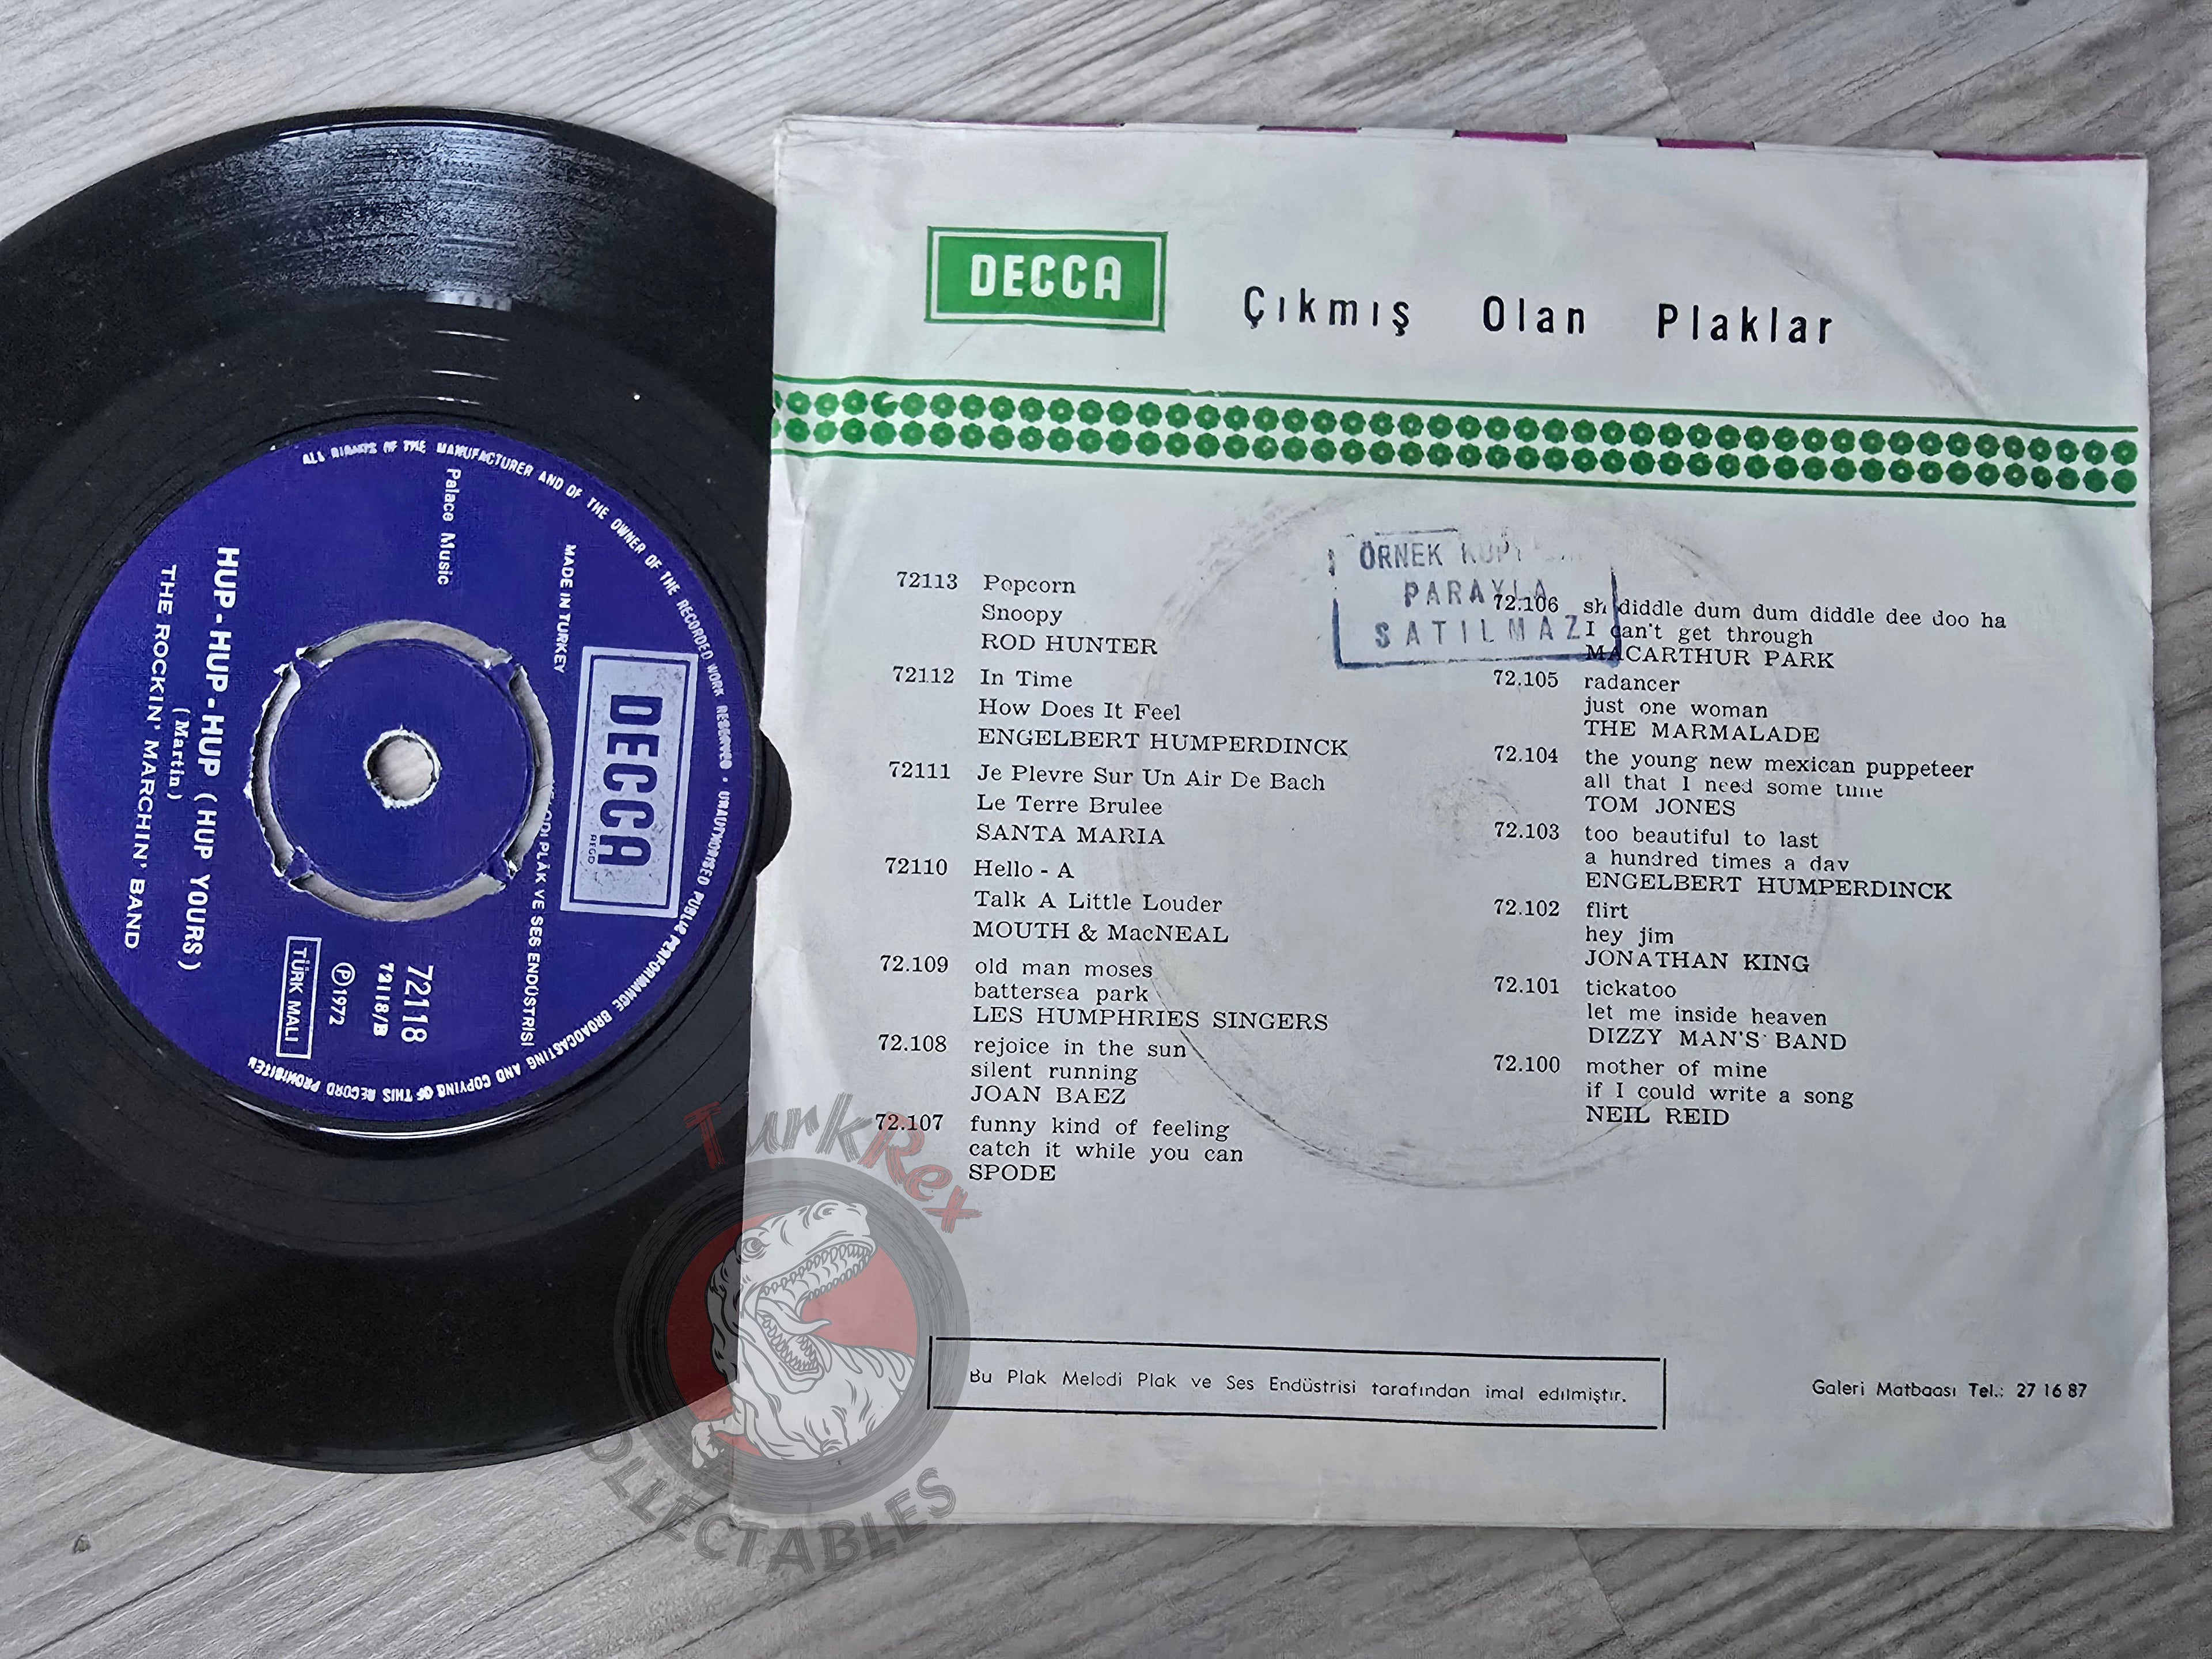 ALL RIGHTS OF THE MANUFACTURER AND OF THE OWNER OF THE RECORDED WORK RESERVED · UNAUTHORISED PUBLIC PERFORMANCE BROADCASTING AND COPYING OF THIS RECORD PROHIBITED
DECCA
REGD
PLÂK VE SES ENDÜSTRİSİ
MADE IN TURKEY
Palace Music
72118
72118/B
Ⓟ1972
TÜRK MALI
HUP-HUP-HUP (HUP YOURS)
(Martin)
THE ROCKIN' MARCHIN' BAND
DECCA
Çıkmış Olan Plaklar
ÖRNEK
PARAYLA
SATILMAZ
72113 Popcorn
Snoopy
ROD HUNTER
72112 In Time
How Does It Feel
ENGELBERT HUMPERDINCK
72111 Je Plevre Sur Un Air De Bach
Le Terre Brulee
SANTA MARIA
72110 Hello - A
Talk A Little Louder
MOUTH & MacNEAL
72.109 old man moses
battersea park
LES HUMPHRIES SINGERS
72.108 rejoice in the sun
silent running
JOAN BAEZ
72.107 funny kind of feeling
catch it while you can
SPODE
72.106 sh diddle dum dum diddle dee doo ha
I can't get through
MACARTHUR PARK
72.105 radancer
just one woman
THE MARMALADE
72.104 the young new mexican puppeteer
all that I need some time
TOM JONES
72.103 too beautiful to last
a hundred times a day
ENGELBERT HUMPERDINCK
72.102 flirt
hey jim
JONATHAN KING
72.101 tickatoo
let me inside heaven
DIZZY MAN'S BAND
72.100 mother of mine
if I could write a song
NEIL REID
Bu Plak Melodi Plak ve Ses Endüstrisi tarafından imal edilmiştir.
Galeri Matbaası Tel.: 27 16 87
TurkRex
COLLECTABLES